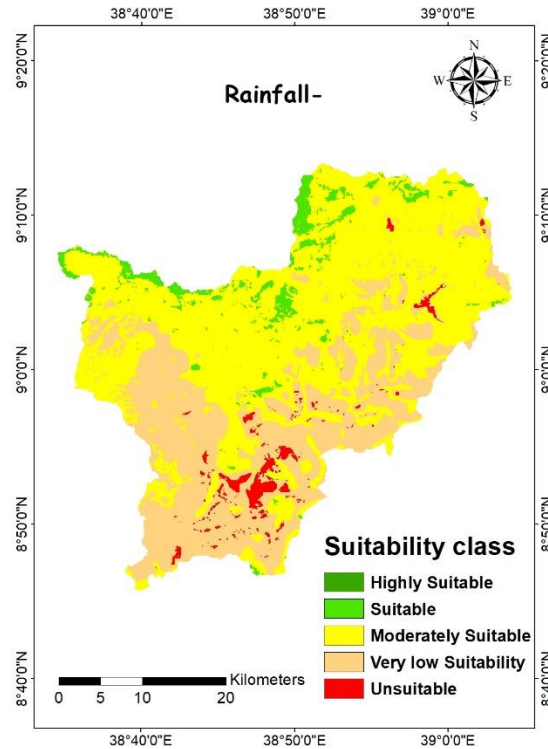 38°40'0"E 38°50'0"E 39°0'0"E
9°20'0"N
9°10'0"N
9°0'0"N
8°50'0"N
8°40'0"N
N
W E
S
Rainfall-
9°20'0"N
9°10'0"N
9°0'0"N
8°50'0"N
8°40'0"N
Suitability class
Highly Suitable
Suitable
Moderately Suitable
Very low Suitability
Unsuitable
Kilometers
0 5 10 20
38°40'0"E 38°50'0"E 39°0'0"E